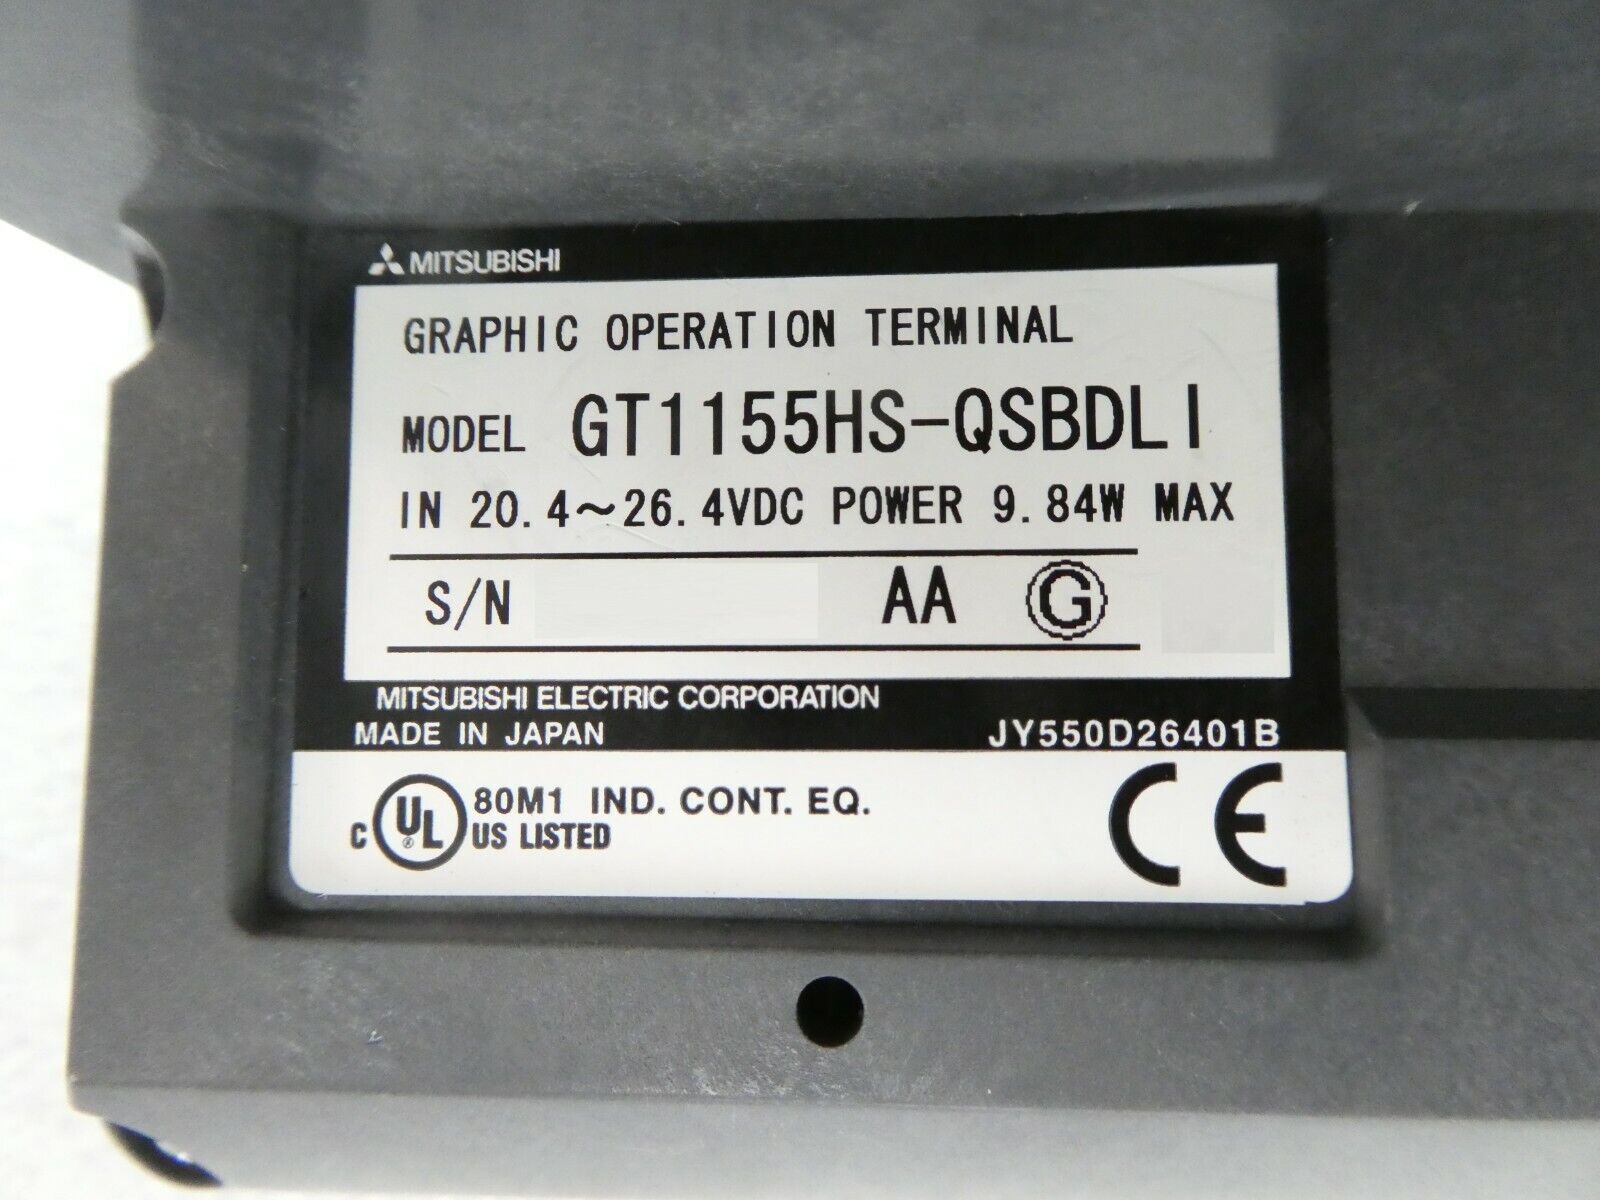 MITSUBISHI
GRAPHIC OPERATION TERMINAL
MODEL GT1155HS-QSBDLI
IN 20.4~26.4VDC POWER 9.84W MAX
S/N AA G
MITSUBISHI ELECTRIC CORPORATION
MADE IN JAPAN JY550D26401B
C UL ® 80M1 IND. CONT. EQ.
US LISTED
CE